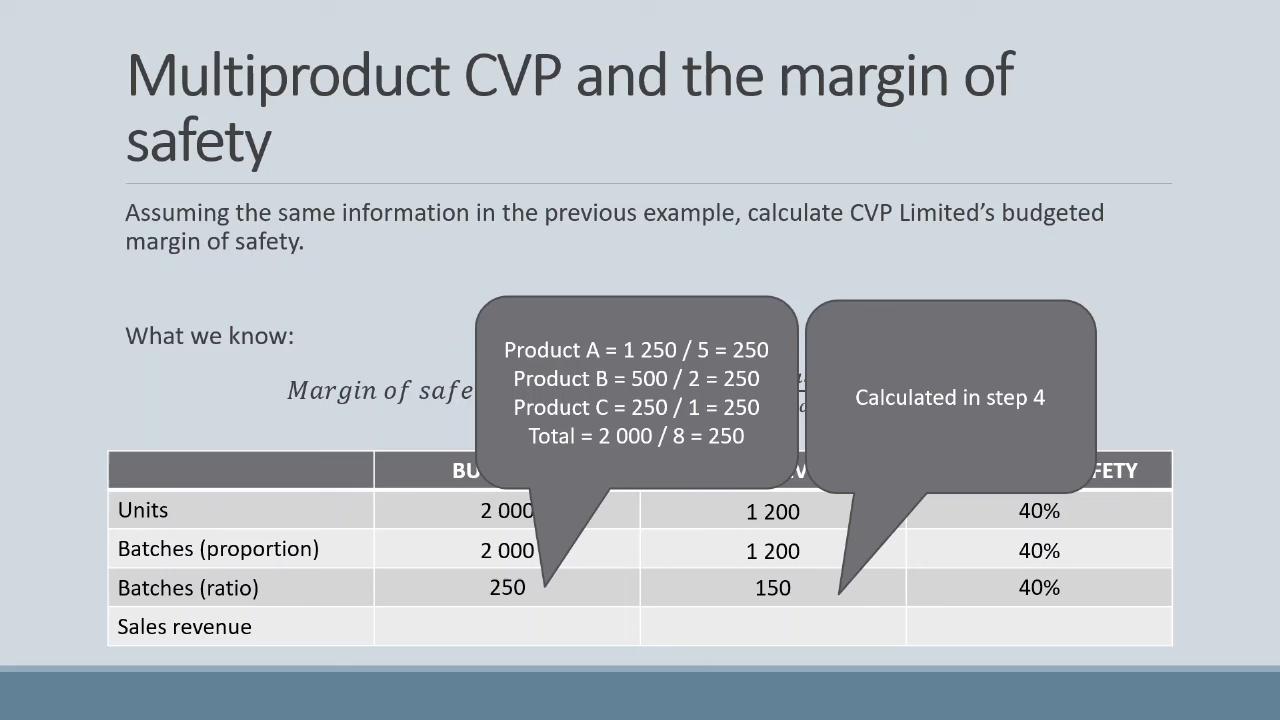 Multiproduct CVP and the margin of
safety
Assuming the same information in the previous example, calculate CVP Limited's budgeted
margin of safety.
What we know:
Margin of safe
Product A = 1 250 / 5 = 250
Product B = 500 / 2 = 250
Product C = 250 / 1 = 250
Total = 2 000 / 8 = 250
Calculated in step 4
Units 2 000 1 200 40%
Batches (proportion) 2 000 1 200 40%
Batches (ratio) 250 150 40%
Sales revenue